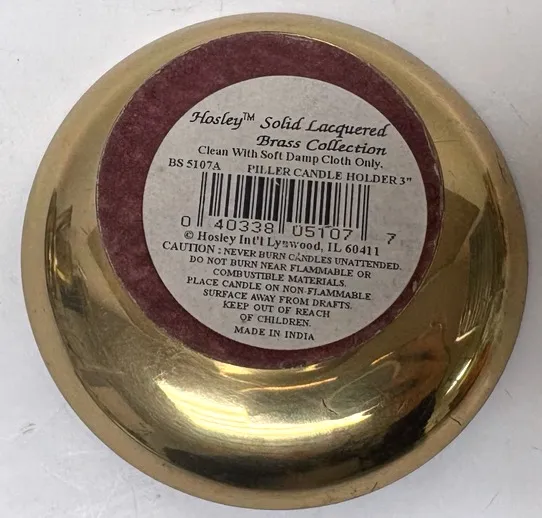 Hosley™ Solid Lacquered
Brass Collection
Clean With Soft Damp Cloth Only.
BS 5107A PILLER CANDLE HOLDER 3"
0 40338 05107 7
© Hosley Int'l Lynwood, IL 60411
CAUTION : NEVER BURN CANDLES UNATTENDED.
DO NOT BURN NEAR FLAMMABLE OR
COMBUSTIBLE MATERIALS.
PLACE CANDLE ON NON-FLAMMABLE
SURFACE AWAY FROM DRAFTS.
KEEP OUT OF REACH
OF CHILDREN.
MADE IN INDIA